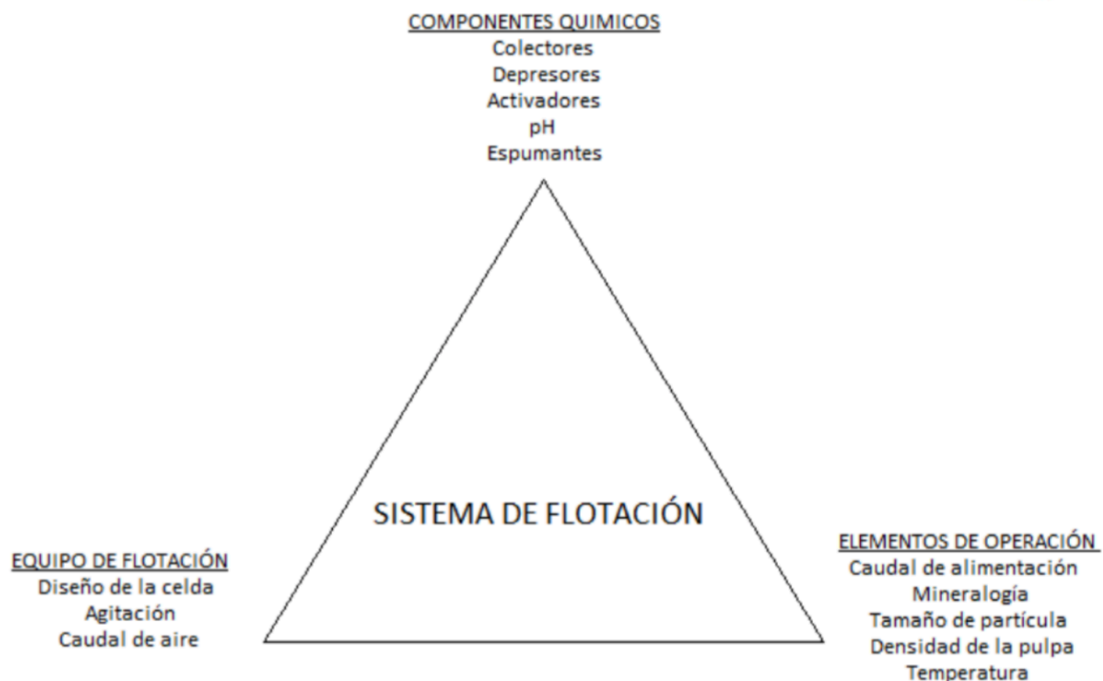 COMPONENTES QUIMICOS
Colectores
Depresores
Activadores
pH
Espumantes
SISTEMA DE FLOTACIÓN
EQUIPO DE FLOTACIÓN
Diseño de la celda
Agitación
Caudal de aire
ELEMENTOS DE OPERACIÓN
Caudal de alimentación
Mineralogía
Tamaño de partícula
Densidad de la pulpa
Temperatura